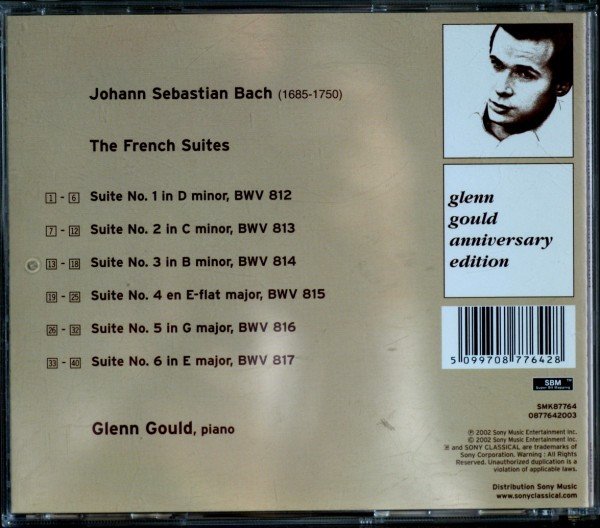 Johann Sebastian Bach (1685-1750)
The French Suites
1 - 6 Suite No. 1 in D minor, BWV 812
7 - 12 Suite No. 2 in C minor, BWV 813
13 - 18 Suite No. 3 in B minor, BWV 814
19 - 25 Suite No. 4 en E-flat major, BWV 815
26 - 32 Suite No. 5 in G major, BWV 816
33 - 40 Suite No. 6 in E major, BWV 817
Glenn Gould, piano
glenn
gould
anniversary
edition
5 099708 776428
SBM™
Super Bit Mapping
SMK87764
0877642003
℗ 2002 Sony Music Entertainment Inc.
© 2002 Sony Music Entertainment Inc.
and SONY CLASSICAL are trademarks of
Sony Corporation. Warning : All Rights
Reserved. Unauthorized duplication is a
violation of applicable laws.
Distribution Sony Music
www.sonyclassical.com